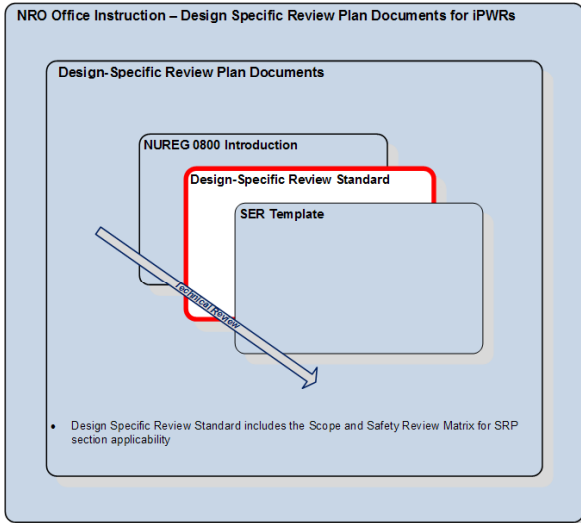 NRO Office Instruction – Design Specific Review Plan Documents for iPWRs
Design-Specific Review Plan Documents
NUREG 0800 Introduction
Design-Specific Review Standard
SER Template
Technical Review
• Design Specific Review Standard includes the Scope and Safety Review Matrix for SRP
section applicability